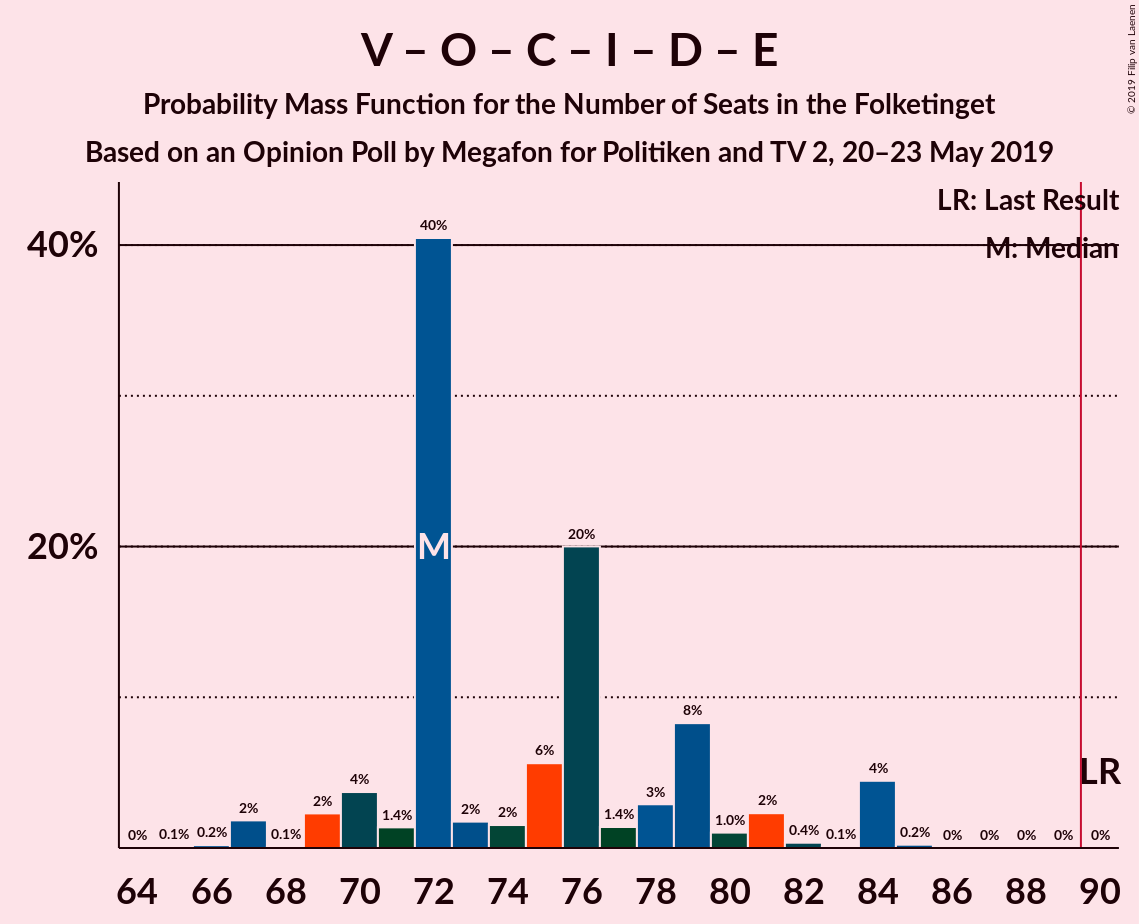 V – O – C – I – D – E
Probability Mass Function for the Number of Seats in the Folketinget
Based on an Opinion Poll by Megafon for Politiken and TV 2, 20–23 May 2019
© 2019 Filip van Laenen
LR: Last Result
M: Median
40%
20%
40%
M
20%
LR
0% 0.1% 0.2% 2% 0.1% 2% 4% 1.4% 2% 2% 6% 1.4% 3% 8% 1.0% 2% 0.4% 0.1% 4% 0.2% 0% 0% 0% 0% 0%
64 66 68 70 72 74 76 78 80 82 84 86 88 90